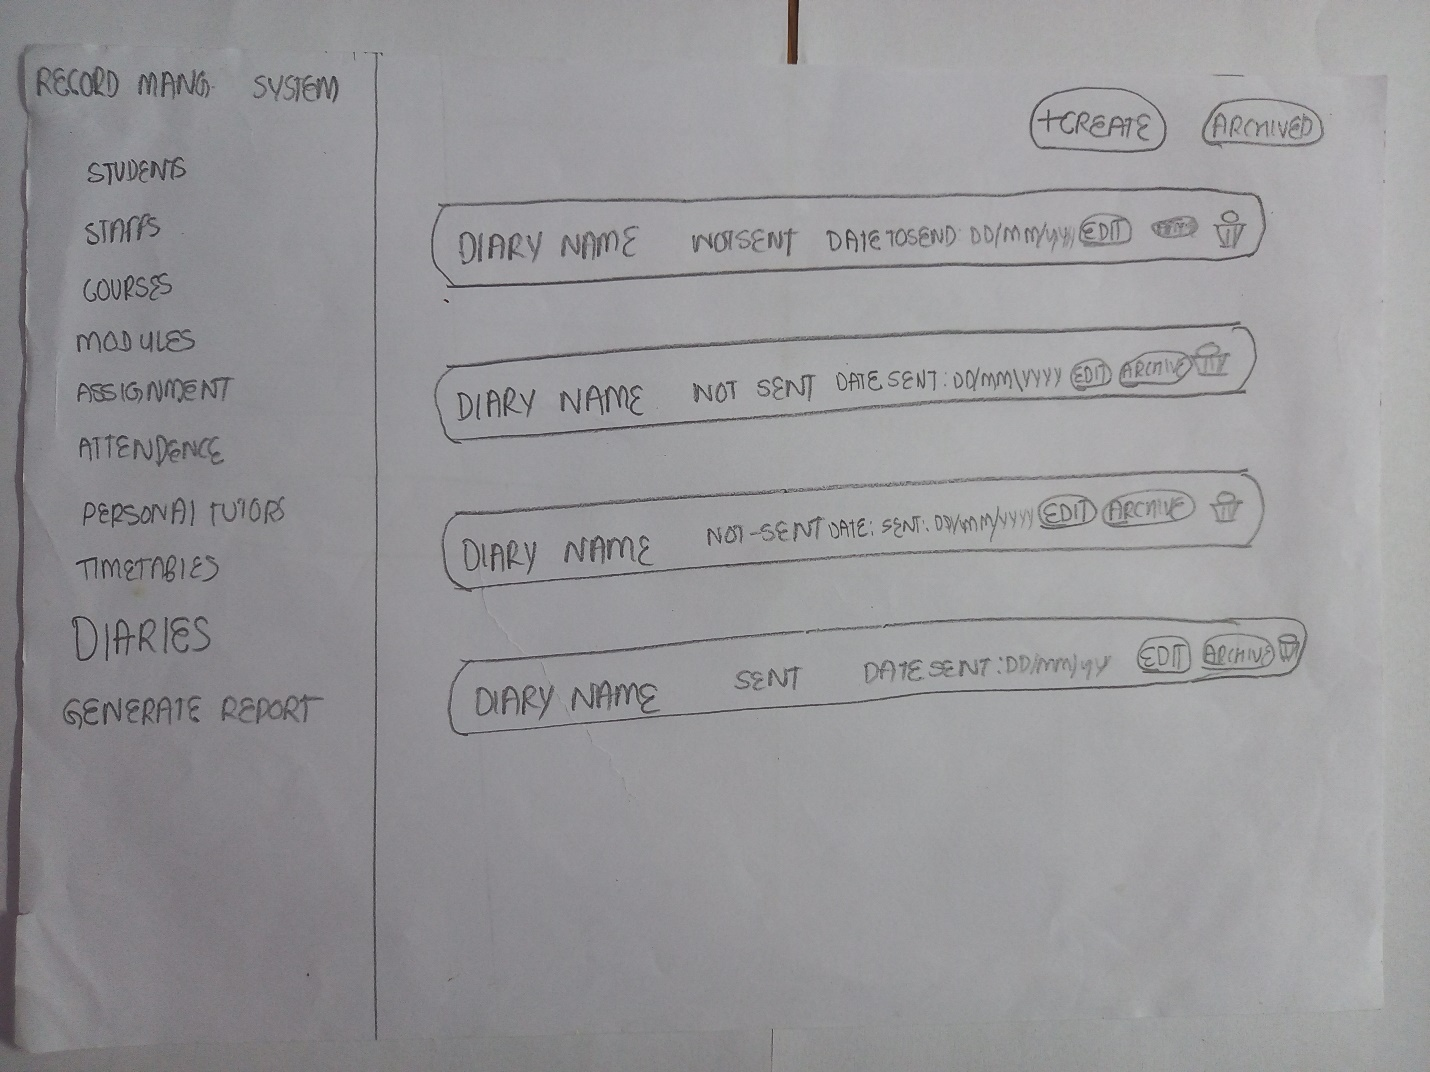 RECORD MANG. SYSTEM
STUDENTS
STAFFS
COURSES
MODULES
ASSIGNMENT
ATTENDENCE
PERSONAL TUTORS
TIMETABLES
DIARIES
GENERATE REPORT
+CREATE ARCHIVED
DIARY NAME NOT SENT DATE TO SEND: DD/MM/YY EDIT
DIARY NAME NOT SENT DATE SENT: DD/MM/YYYY EDIT ARCHIVE
DIARY NAME NOT-SENT DATE: SENT: DD/MM/YYYY EDIT ARCHIVE
DIARY NAME SENT DATE SENT: DD/MM/YY EDIT ARCHIVE